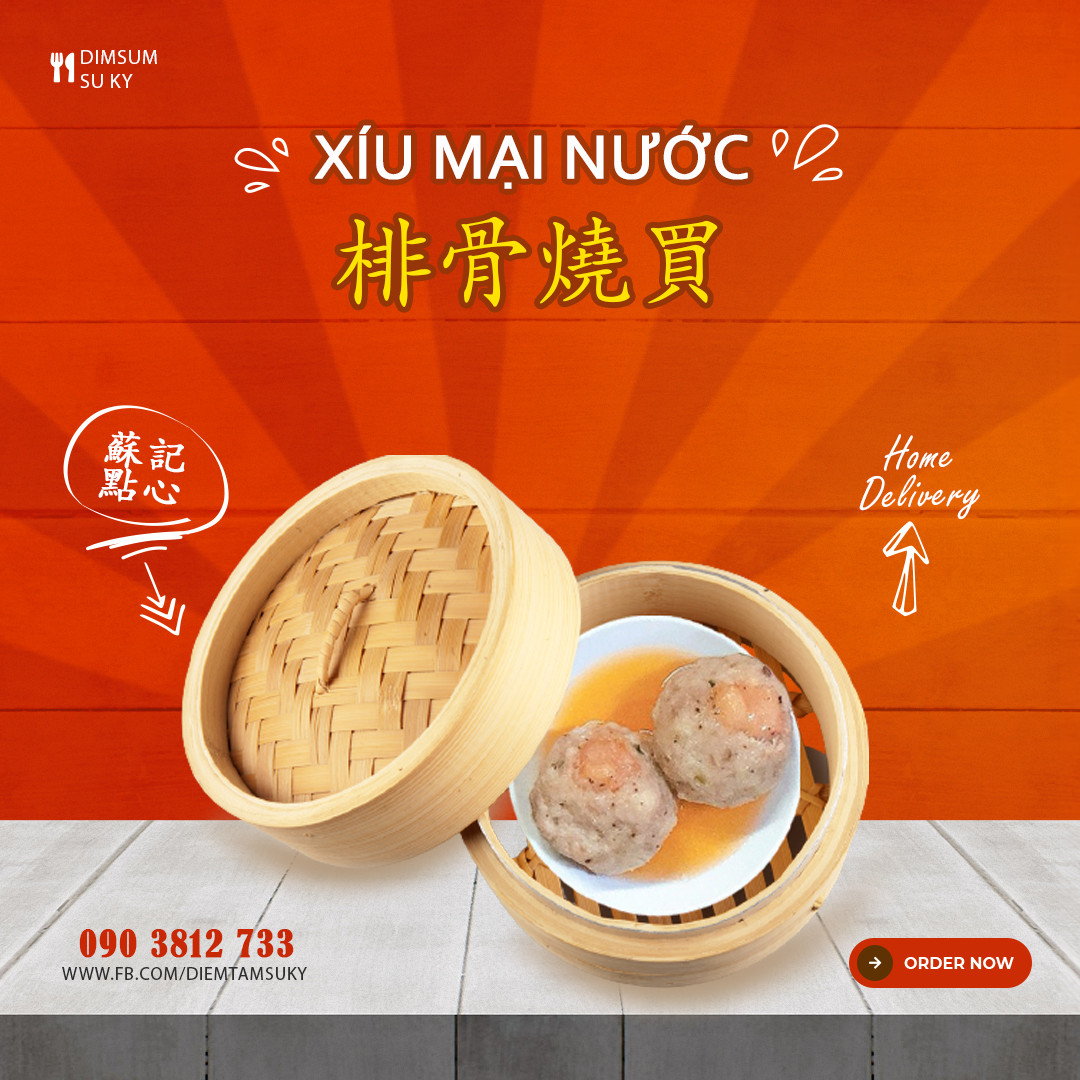 DIMSUM
SU KY
XÍU MẠI NƯỚC
排骨燒買
蘇記
點心
Home
Delivery
090 3812 733
WWW.FB.COM/DIEMTAMSUKY
ORDER NOW